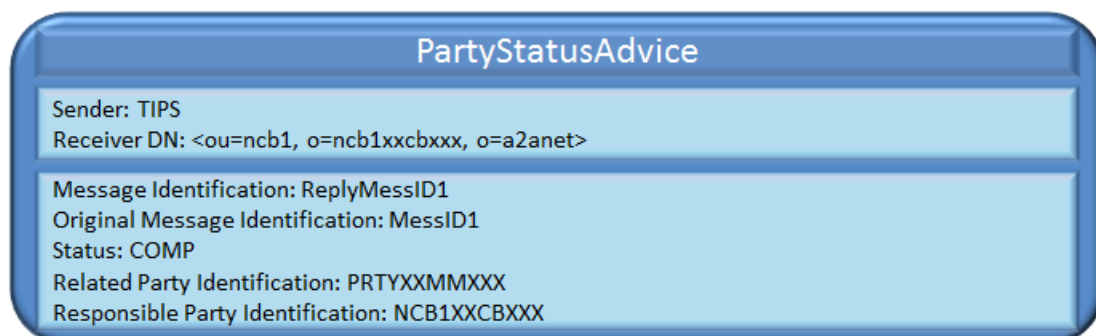 PartyStatusAdvice
Sender: TIPS
Receiver DN: <ou=ncb1, o=ncb1xxcbxxx, o=a2anet>
Message Identification: ReplyMessID1
Original Message Identification: MessID1
Status: COMP
Related Party Identification: PRTYXXMMXXX
Responsible Party Identification: NCB1XXCBXXX